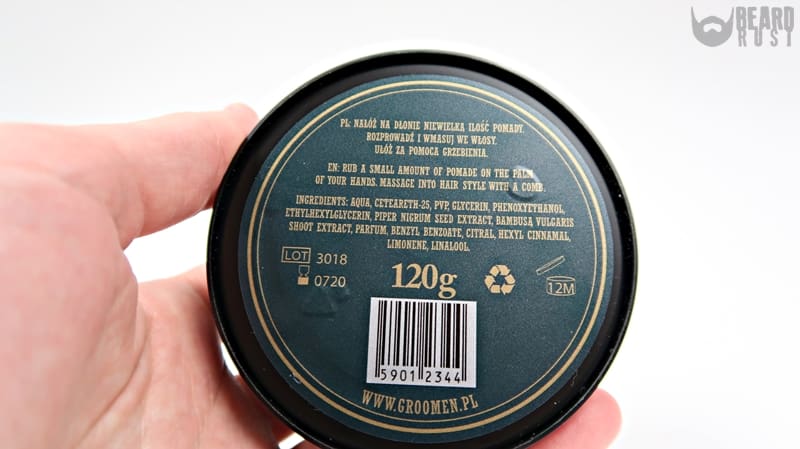 BEARD
RUST
PL: NAŁÓŻ NA DŁONIE NIEWIELKĄ ILOŚĆ POMADY.
ROZPROWADŹ I WMASUJ WE WŁOSY.
UŁÓŻ ZA POMOCĄ GRZEBIENIA.
EN: RUB A SMALL AMOUNT OF POMADE ON THE PALM
OF YOUR HANDS. MASSAGE INTO HAIR STYLE WITH A COMB.
INGREDIENTS: AQUA, CETEARETH-25, PVP, GLYCERIN, PHENOXYETHANOL,
ETHYLHEXYLGLYCERIN, PIPER NIGRUM SEED EXTRACT, BAMBUSA VULGARIS
SHOOT EXTRACT, PARFUM, BENZYL BENZOATE, CITRAL, HEXYL CINNAMAL,
LIMONENE, LINALOOL.
LOT 3018
0720
120g
12M
5901 2344
WWW.GROOMEN.PL